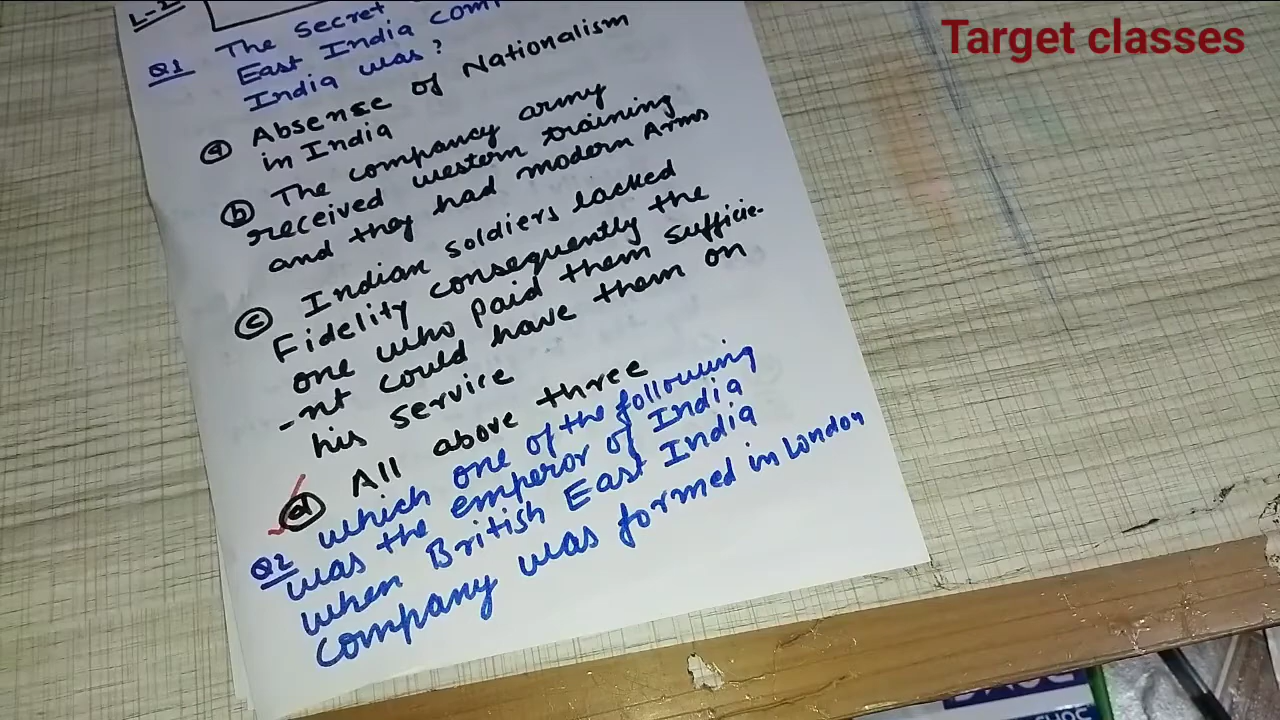 Target classes
L-2
Q1 The secret
East India com
India was?
(a) Absense of Nationalism
in India
(b) The company army
received western training
and they had modern Arms
(c) Indian soldiers lacked
Fidelity consequently the
one who paid them sufficie-
-nt could have them on
his service
(d) All above three
Q2 which one of the following
was the emperor of India
when British East India
company was formed in London